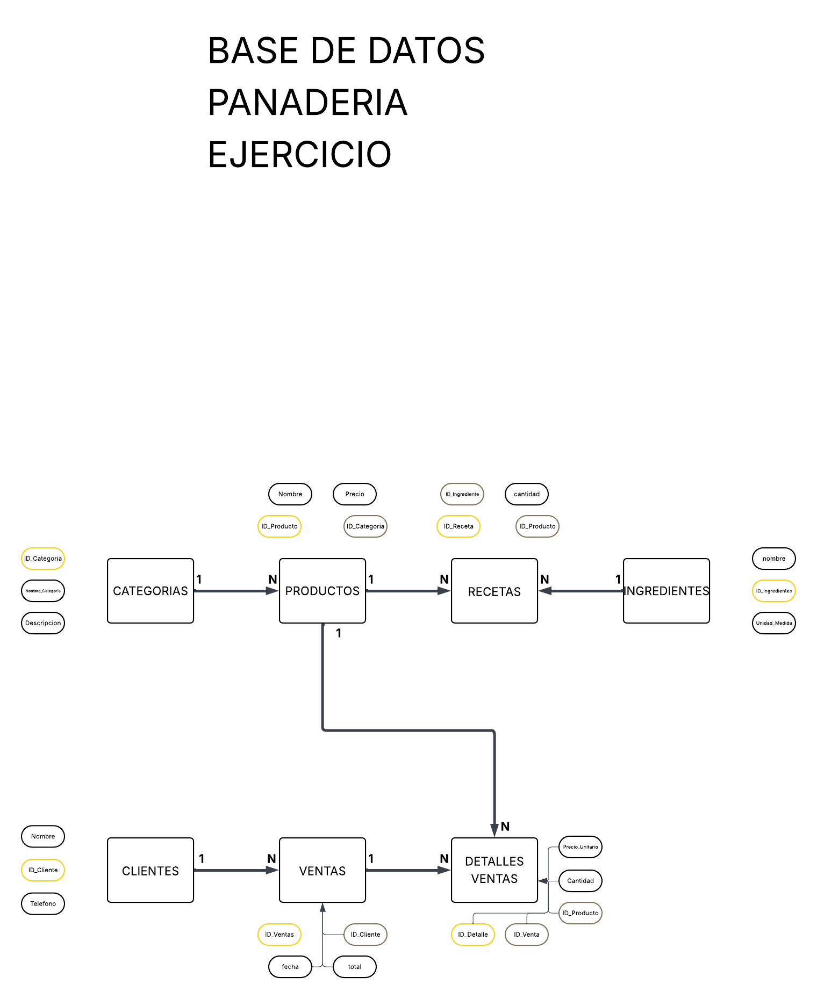 BASE DE DATOS
PANADERIA
EJERCICIO
Nombre
Precio
ID_Ingrediente
cantidad
ID_Producto
ID_Categoria
ID_Receta
ID_Producto
ID_Categoria
Nombre_Categoria
Descripcion
CATEGORIAS
1
N
PRODUCTOS
1
N
RECETAS
N
1
INGREDIENTES
nombre
ID_Ingredientes
Unidad_Medida
1
N
Nombre
ID_Cliente
Telefono
CLIENTES
1
N
VENTAS
1
N
DETALLES
VENTAS
Precio_Unitario
Cantidad
ID_Producto
ID_Ventas
ID_Cliente
ID_Detalle
ID_Venta
fecha
total